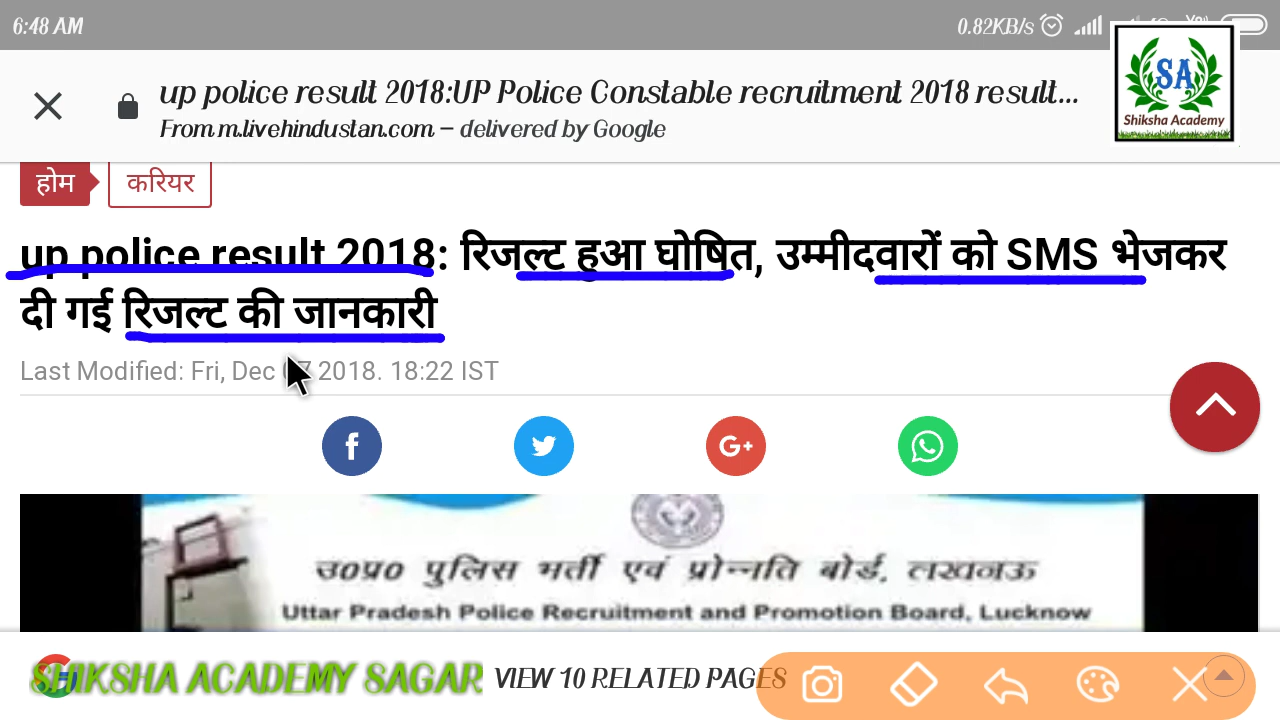 6:48 AM
0.82KB/s
up police result 2018:UP Police Constable recruitment 2018 result...
From m.livehindustan.com – delivered by Google
SA
Shiksha Academy
होम
करियर
up police result 2018: रिजल्ट हुआ घोषित, उम्मीदवारों को SMS भेजकर
दी गई रिजल्ट की जानकारी
Last Modified: Fri, Dec 07 2018. 18:22 IST
f
G+
उ०प्र० पुलिस भर्ती एवं प्रोन्नति बोर्ड, लखनऊ
Uttar Pradesh Police Recruitment and Promotion Board, Lucknow
SHIKSHA ACADEMY SAGAR
VIEW 10 RELATED PAGES